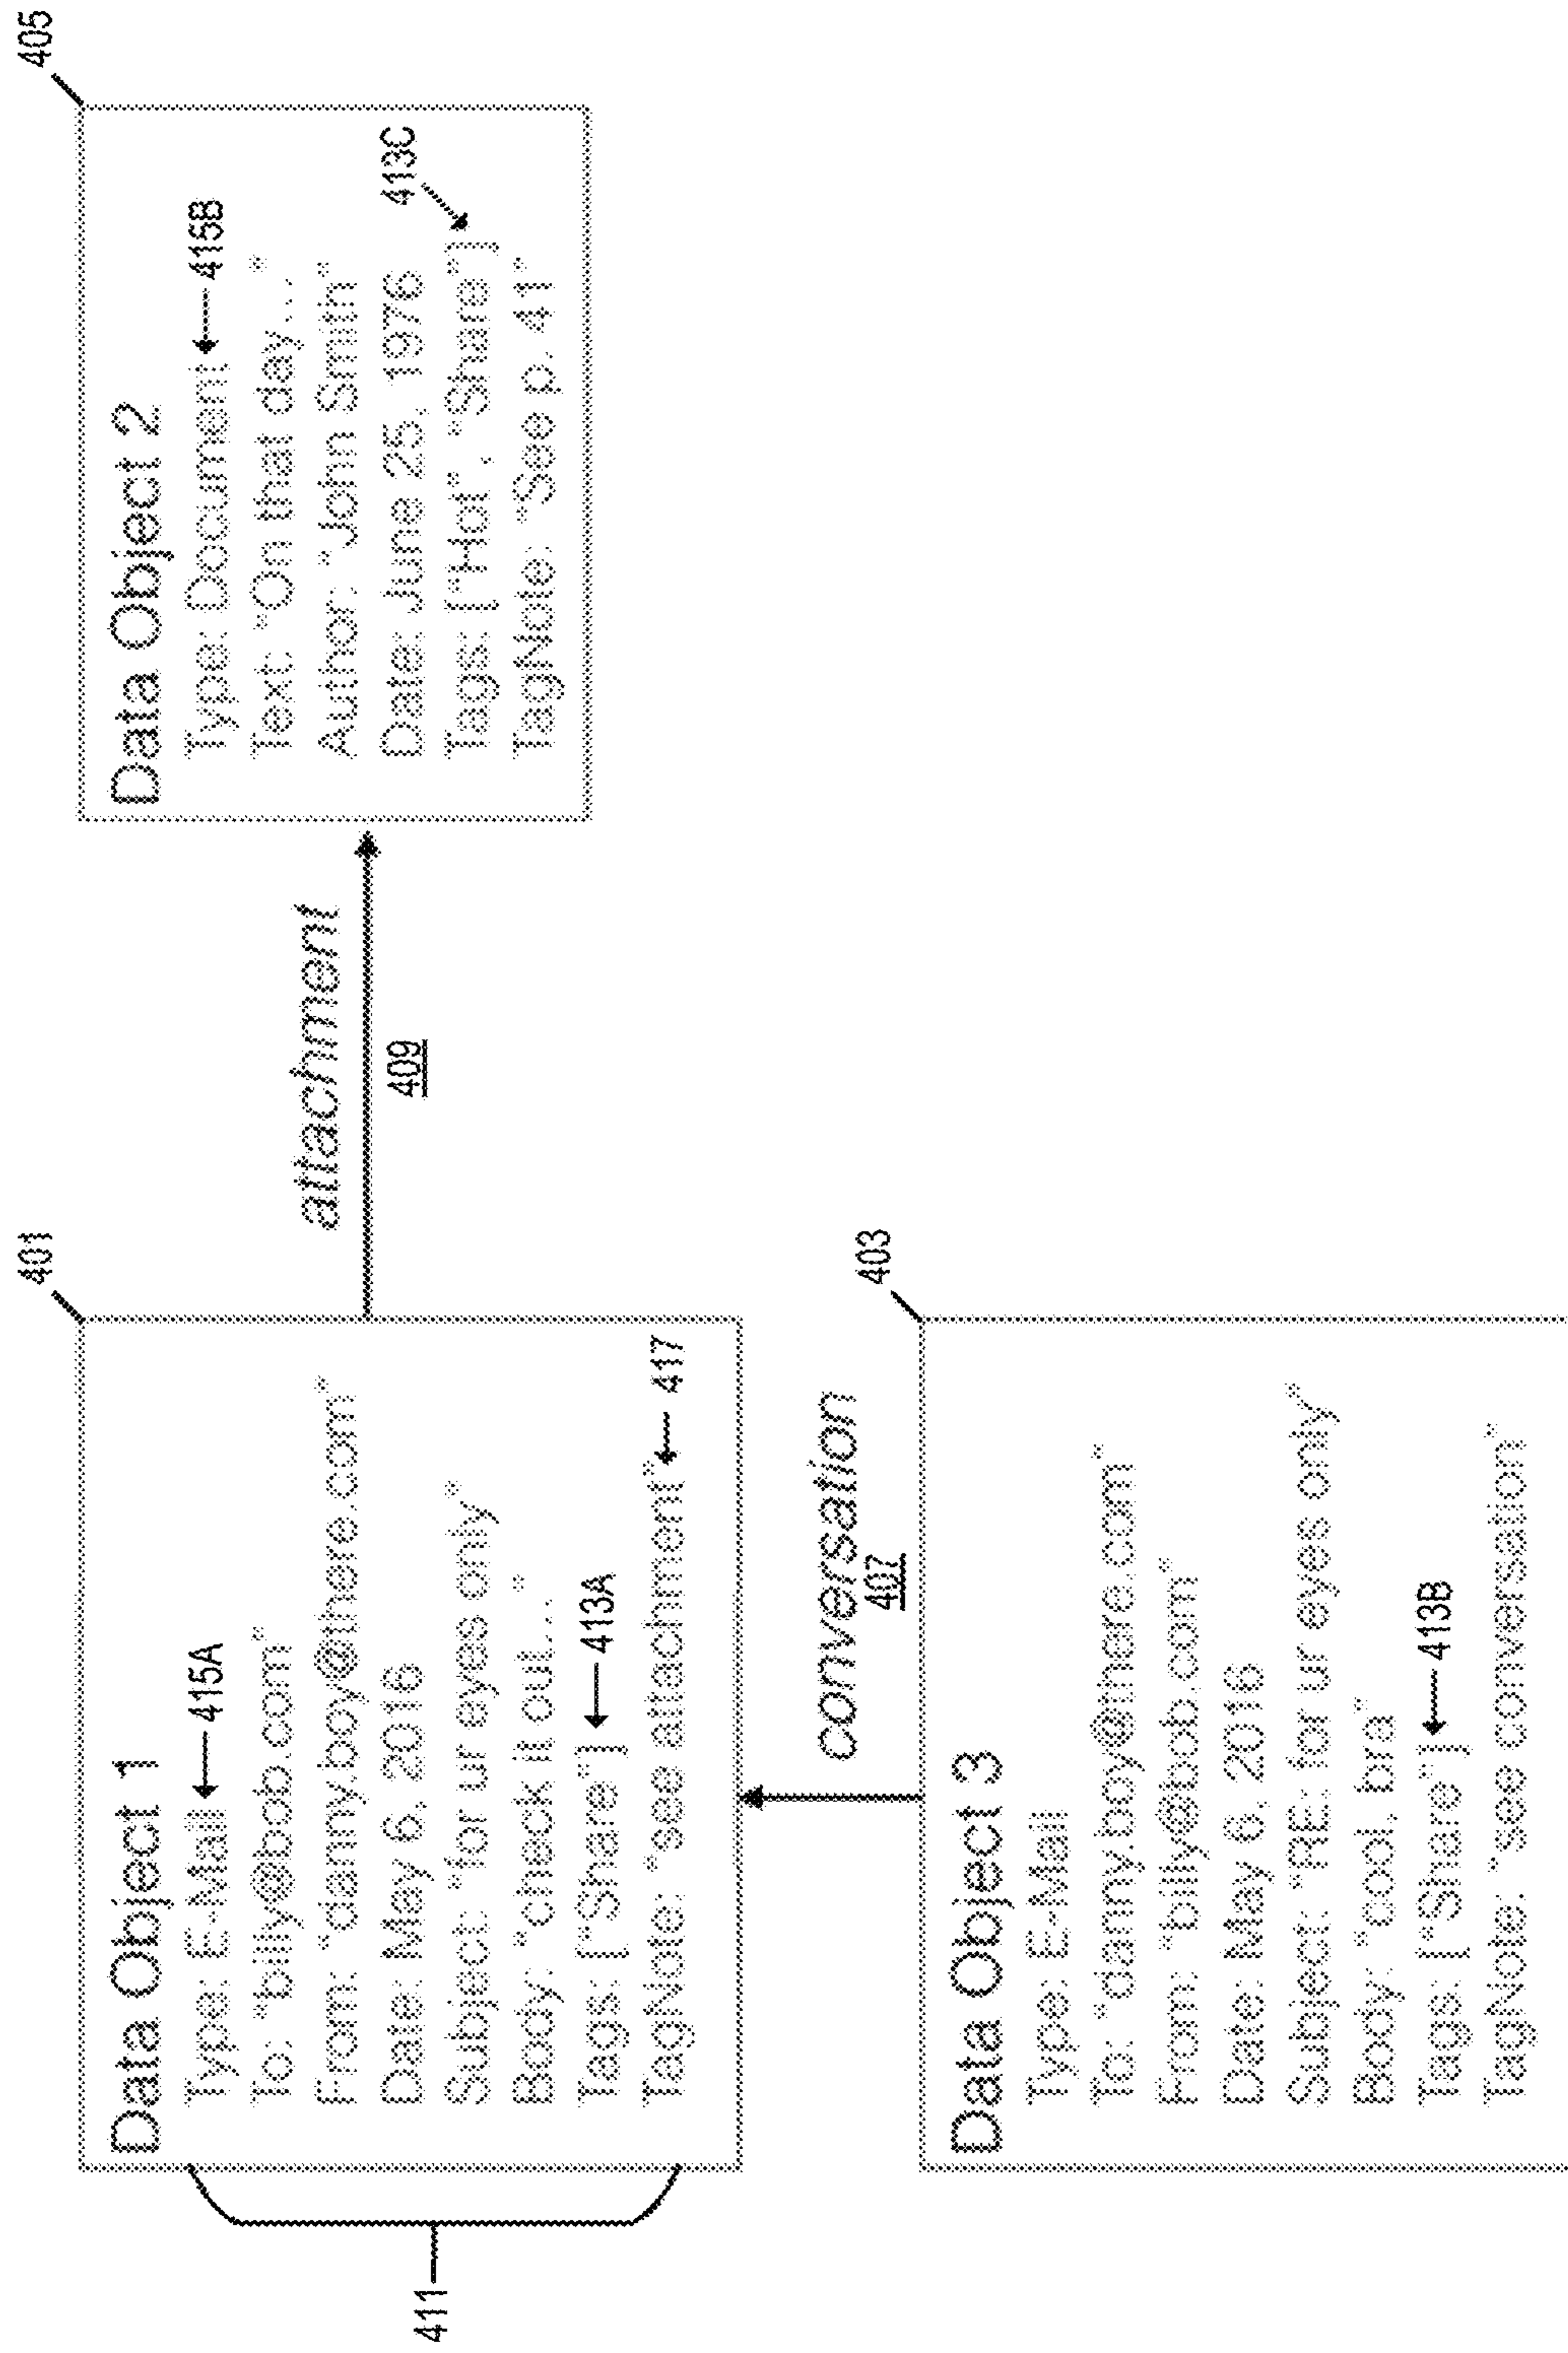 401
Data Object 1
Type: E-Mail
415A
To: "billy@bob.com"
From: "danny.boy@there.com"
Date: May 6, 2016
Subject: "for ur eyes only"
Body: "check it out…"
Tags: ["Share"]
413A
TagNote: "see attachment"
417
411
attachment
409
405
Data Object 2
Type: Document
415B
Text: "On that day…"
Author: "John Smith"
Date: June 25, 1976
413C
Tags: ["Hot", "Share"]
TagNote: "See p. 41"
conversation
407
403
Data Object 3
Type: E-Mail
To: "danny.boy@there.com"
From: "billy@bob.com"
Date: May 6, 2016
Subject: "RE: for ur eyes only"
Body: "cool, bra"
Tags: ["Share"]
413B
TagNote: "see conversation"